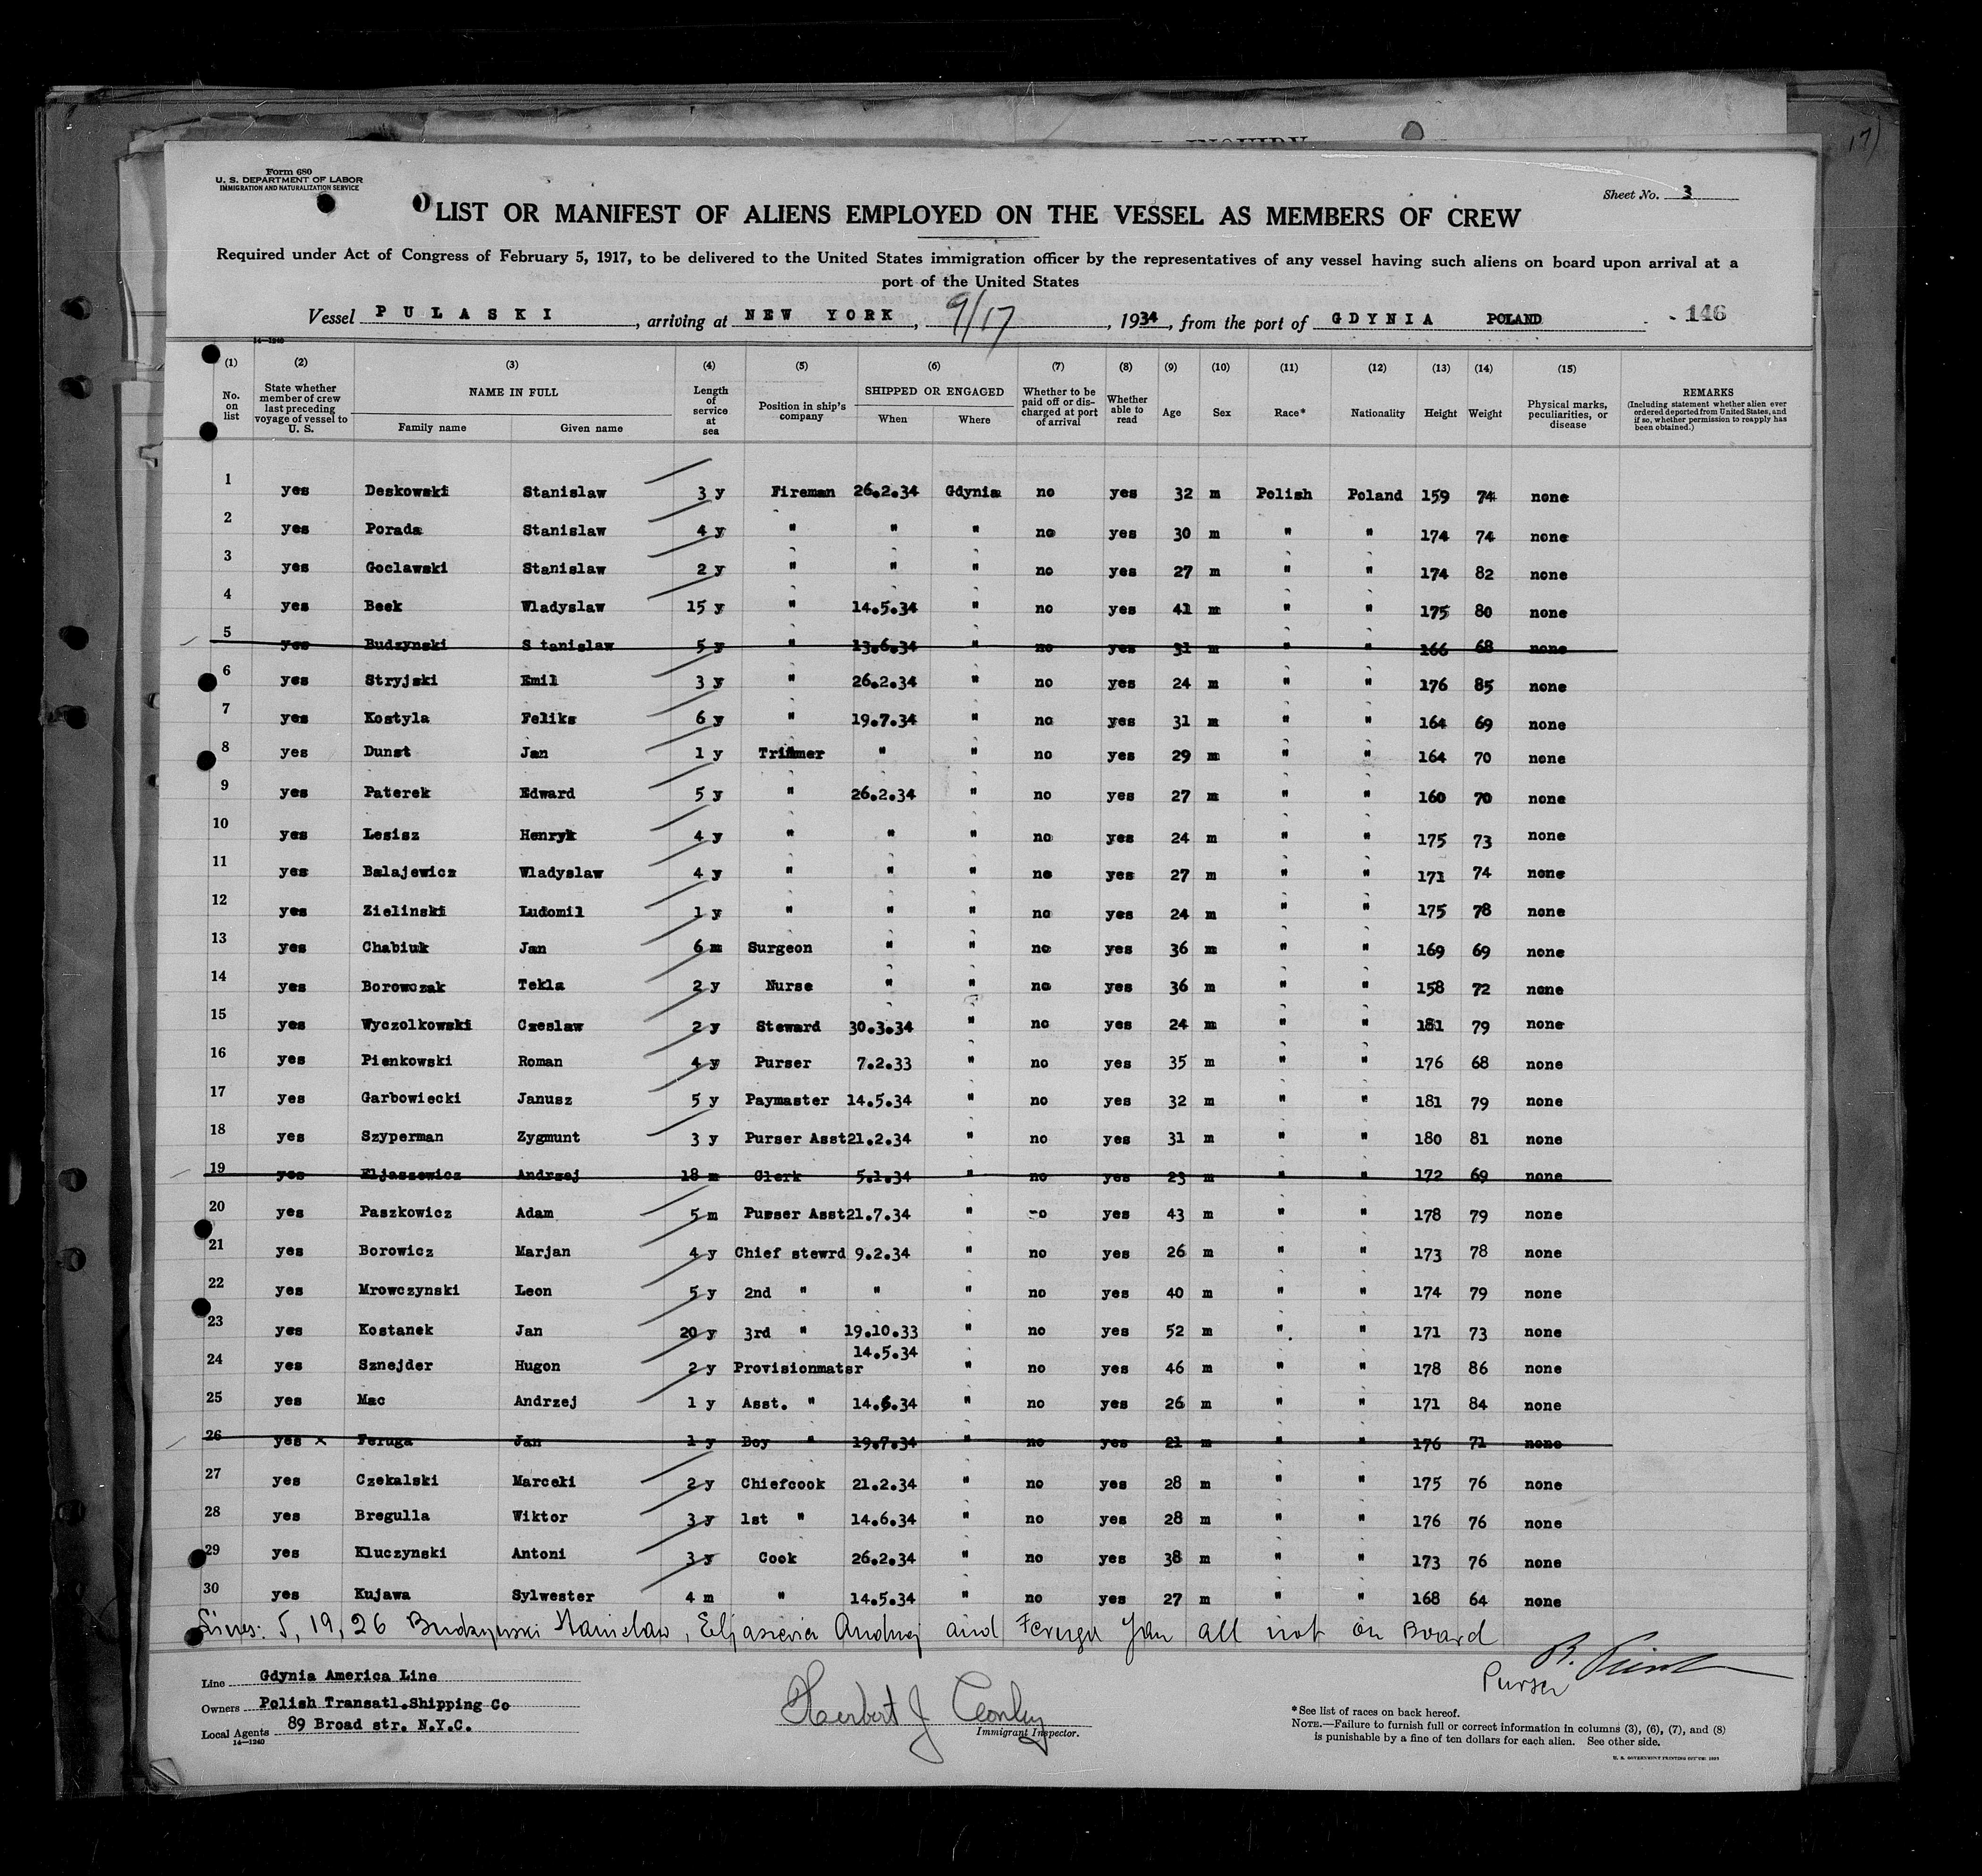 Form 680
U. S. DEPARTMENT OF LABOR
IMMIGRATION AND NATURALIZATION SERVICE
Sheet No. 3
LIST OR MANIFEST OF ALIENS EMPLOYED ON THE VESSEL AS MEMBERS OF CREW
Required under Act of Congress of February 5, 1917, to be delivered to the United States immigration officer by the representatives of any vessel having such aliens on board upon arrival at a
port of the United States
Vessel PULASKI, arriving at NEW YORK, 9/17, 1934, from the port of GDYNIA POLAND 146
14—1240
(1) (2) (3) (4) (5) (6) (7) (8) (9) (10) (11) (12) (13) (14) (15)
No. on list State whether member of crew last preceding voyage of vessel to U. S. NAME IN FULL Family name Given name Length of service at sea Position in ship's company SHIPPED OR ENGAGED When Where Whether to be paid off or discharged at port of arrival Whether able to read Age Sex Race* Nationality Height Weight Physical marks, peculiarities, or disease REMARKS (Including statement whether alien ever ordered deported from United States, and if so, whether permission to reapply has been obtained.)
1 yes Deskowski Stanislaw 3 y Fireman 26.2.34 Gdynia no yes 32 m Polish Poland 159 74 none
2 yes Porada Stanislaw 4 y " " " no yes 30 m " " 174 74 none
3 yes Goclawski Stanislaw 2 y " " " no yes 27 m " " 174 82 none
4 yes Beek Wladyslaw 15 y " 14.5.34 " no yes 41 m " " 175 80 none
5 yes Budzynski S tanislaw 5 y " 13.6.34 " no yes 31 m " " 166 68 none
6 yes Stryjski Emil 3 y " 26.2.34 " no yes 24 m " " 176 85 none
7 yes Kostyla Feliks 6 y " 19.7.34 " no yes 31 m " " 164 69 none
8 yes Dunst Jan 1 y Trimmer " " no yes 29 m " " 164 70 none
9 yes Paterek Edward 5 y " 26.2.34 " no yes 27 m " " 160 70 none
10 yes Lesisz Henryk 4 y " " " no yes 24 m " " 175 73 none
11 yes Balajewicz Wladyslaw 4 y " " " no yes 27 m " " 171 74 none
12 yes Zielinski Ludomil 1 y " " " no yes 24 m " " 175 78 none
13 yes Chabiuk Jan 6 m Surgeon " " no yes 36 m " " 169 69 none
14 yes Borowczak Tekla 2 y Nurse " " no yes 36 m " " 158 72 none
15 yes Wyczolkowski Czeslaw 2 y Steward 30.3.34 " no yes 24 m " " 181 79 none
16 yes Pienkowski Roman 4 y Purser 7.2.33 " no yes 35 m " " 176 68 none
17 yes Garbowiecki Janusz 5 y Paymaster 14.5.34 " no yes 32 m " " 181 79 none
18 yes Szyperman Zygmunt 3 y Purser Asst 21.2.34 " no yes 31 m " " 180 81 none
19 yes Eljaszewicz Andrzej 18 m Clerk 5.1.34 " no yes 23 m " " 172 69 none
20 yes Paszkowicz Adam 5 m Purser Asst 21.7.34 " no yes 43 m " " 178 79 none
21 yes Borowicz Marjan 4 y Chief stewrd 9.2.34 " no yes 26 m " " 173 78 none
22 yes Mrowczynski Leon 5 y 2nd " " " no yes 40 m " " 174 79 none
23 yes Kostanek Jan 20 y 3rd " 19.10.33 " no yes 52 m " " 171 73 none
24 yes Sznejder Hugon 2 y Provisionmatsr 14.5.34 " no yes 46 m " " 178 86 none
25 yes Mac Andrzej 1 y Asst. " 14.6.34 " no yes 26 m " " 171 84 none
26 yes x Feruga Jan 1 y Boy " 19.7.34 " no yes 21 m " " 176 71 none
27 yes Czekalski Marceki 2 y Chiefcook 21.2.34 " no yes 28 m " " 175 76 none
28 yes Bregulla Wiktor 3 y 1st " 14.6.34 " no yes 28 m " " 176 76 none
29 yes Kluczynski Antoni 3 y Cook 26.2.34 " no yes 38 m " " 173 76 none
30 yes Kujawa Sylwester 4 m " 14.5.34 " no yes 27 m " " 168 64 none
Lines: 5, 19, 26 Budzynski Stanislaw, Eljaszewicz Andrzej and Feruga Jan all not on Board
Line Gdynia America Line
Owners Polish Transatl.Shipping Co
Local Agents 89 Broad str. N.Y.C.
14—1240
Herbert J
Immigrant Inspector.
Purser
*See list of races on back hereof.
NOTE.—Failure to furnish full or correct information in columns (3), (6), (7), and (8)
is punishable by a fine of ten dollars for each alien. See other side.